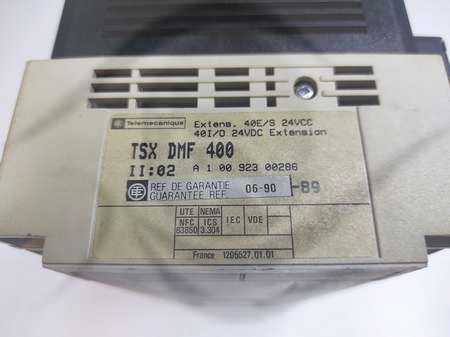 Telemecanique
Extens. 40E/S 24VCC
40I/O 24VDC Extension
TSX DMF 400
II:02 A 1 00 923 00286
REF. DE GARANTIE
GUARANTEE REF. 06-90 -89
UTE NEMA
NFC ICS IEC VDE
63850 3.304
France 1205527.01.01